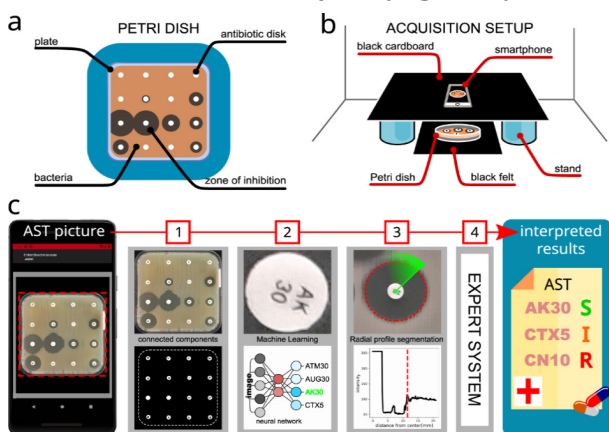 a
PETRI DISH
plate
antibiotic disk
bacteria
zone of inhibition
b
ACQUISITION SETUP
black cardboard
smartphone
Petri dish
black felt
stand
c
AST picture
1
2
3
4
interpreted
results
connected components
AK
30
Machine Learning
image
ATM30
AUG30
AK30
CTX5
neural network
Radial profile segmentation
distance from center[mm]
EXPERT SYSTEM
AST
AK30 S
CTX5 I
CN10 R